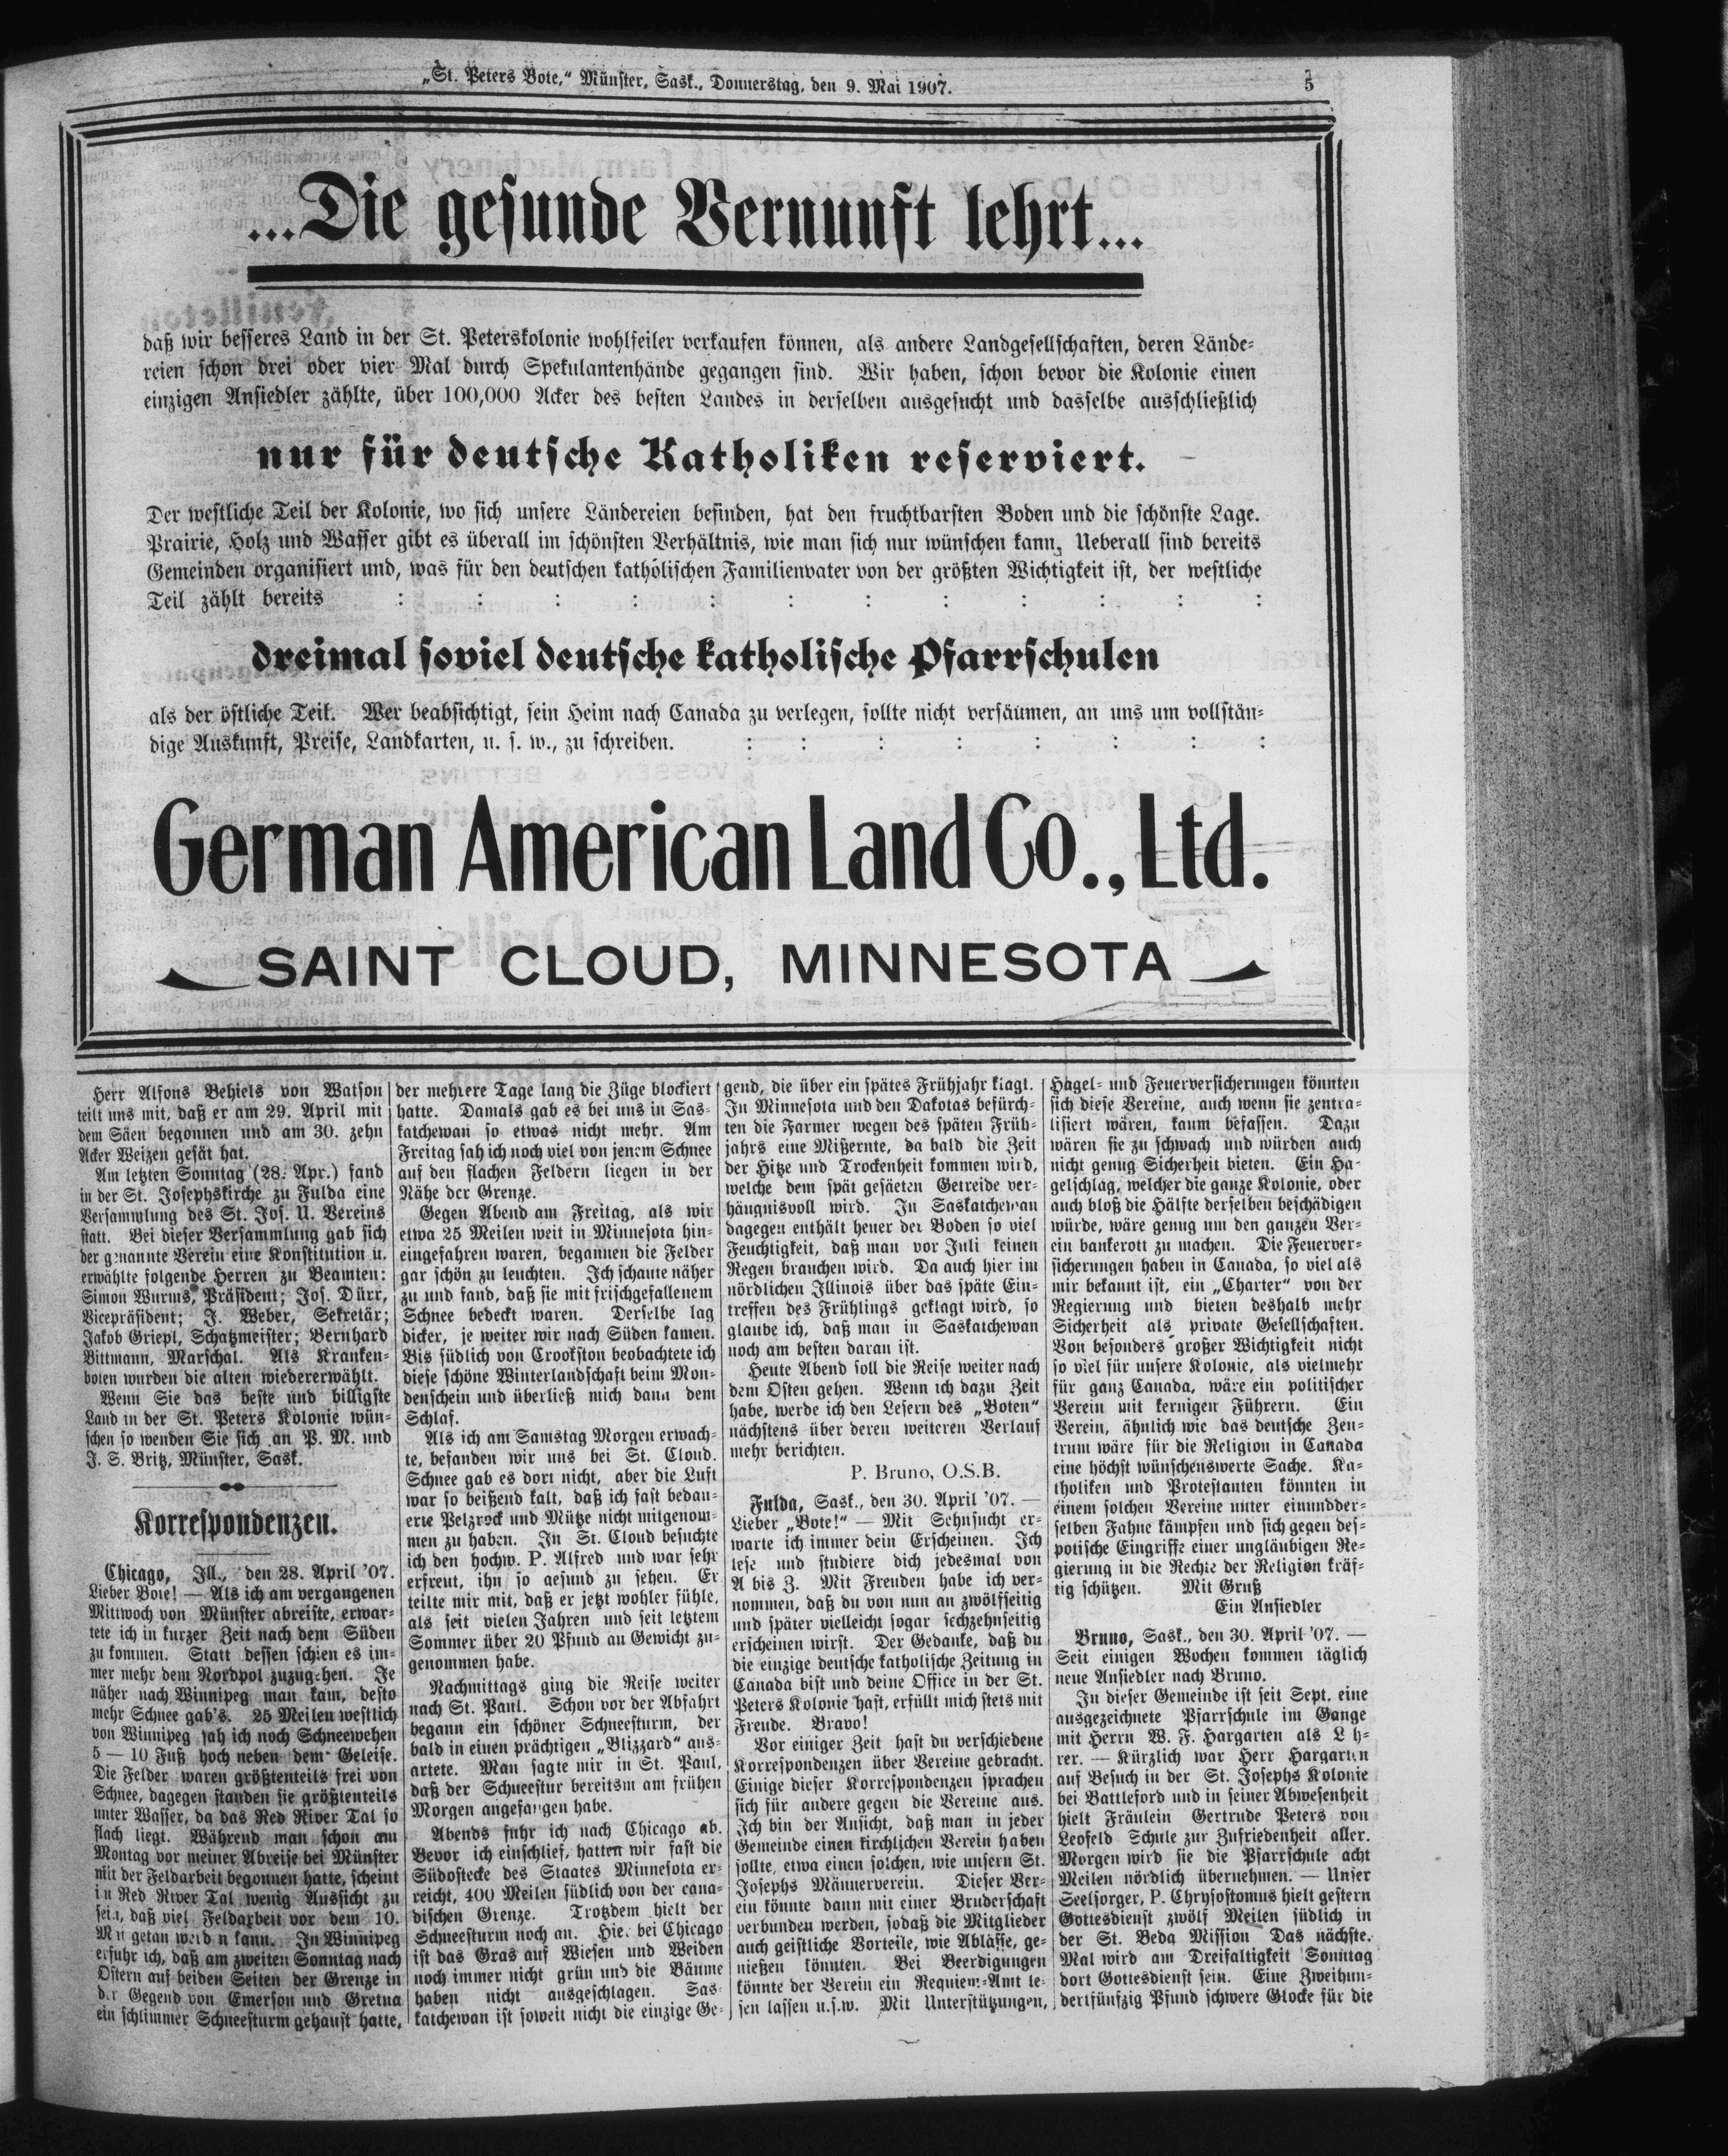 „St. Peters Bote,“ Münster, Sask., Donnerstag, den 9. Mai 1907.
5
...Die gesunde Vernunft lehrt...
daß wir besseres Land in der St. Peterskolonie wohlfeiler verkaufen können, als andere Landgesellschaften, deren Lände-
reien schon drei oder vier Mal durch Spekulantenhände gegangen sind. Wir haben, schon bevor die Kolonie einen
einzigen Ansiedler zählte, über 100,000 Acker des besten Landes in derselben ausgesucht und dasselbe ausschließlich
nur für deutsche Katholiken reserviert.
Der westliche Teil der Kolonie, wo sich unsere Ländereien befinden, hat den fruchtbarsten Boden und die schönste Lage.
Prairie, Holz und Wasser gibt es überall im schönsten Verhältnis, wie man sich nur wünschen kann. Ueberall sind bereits
Gemeinden organisiert und, was für den deutschen katholischen Familienvater von der größten Wichtigkeit ist, der westliche
Teil zählt bereits : : : : : : : : : : : :
dreimal soviel deutsche katholische Pfarrschulen
als der östliche Teil. Wer beabsichtigt, sein Heim nach Canada zu verlegen, sollte nicht versäumen, an uns um vollstän-
dige Auskunft, Preise, Landkarten, u. s. w., zu schreiben. : : : : : : : :
German American Land Co., Ltd.
SAINT CLOUD, MINNESOTA
Herr Alfons Behiels von Watson
teilt uns mit, daß er am 29. April mit
dem Säen begonnen und am 30. zehn
Acker Weizen gesät hat.
Am letzten Sonntag (28. Apr.) fand
in der St. Josephskirche zu Fulda eine
Versammlung des St. Jos. U. Vereins
statt. Bei dieser Versammlung gab sich
der genannte Verein eine Konstitution u.
erwählte folgende Herren zu Beamten:
Simon Wurms, Präsident; Jos. Dürr,
Vicepräsident; J. Weber, Sekretär;
Jakob Griepl, Schatzmeister; Bernhard
Bittmann, Marschal. Als Kranken-
boten wurden die alten wiedererwählt.
Wenn Sie das beste und billigste
Land in der St. Peters Kolonie wün-
schen so wenden Sie sich an P. M. und
J. S. Britz, Münster, Sask.
Korrespondenzen.
Chicago, Ill., den 28. April '07.
Lieber Bote! — Als ich am vergangenen
Mittwoch von Münster abreiste, erwar-
tete ich in kurzer Zeit nach dem Süden
zu kommen. Statt dessen schien es im-
mer mehr dem Nordpol zuzugehen. Je
näher nach Winnipeg man kam, desto
mehr Schnee gab's. 25 Meilen westlich
von Winnipeg sah ich noch Schneewehen
5 — 10 Fuß hoch neben dem Geleise.
Die Felder waren größtenteils frei von
Schnee, dagegen standen sie größtenteils
unter Wasser, da das Red River Tal so
flach liegt. Während man schon am
Montag vor meiner Abreise bei Münster
mit der Feldarbeit begonnen hatte, scheint
in Red River Tal wenig Aussicht zu
sein, daß viel Feldarbeit vor dem 10.
Mai getan werden kann. In Winnipeg
erfuhr ich, daß am zweiten Sonntag nach
Ostern auf beiden Seiten der Grenze in
der Gegend von Emerson und Gretna
ein schlimmer Schneesturm gehaust hatte,
der mehrere Tage lang die Züge blockiert
hatte. Damals gab es bei uns in Sas-
katchewan so etwas nicht mehr. Am
Freitag sah ich noch viel von jenem Schnee
auf den flachen Feldern liegen in der
Nähe der Grenze.
Gegen Abend am Freitag, als wir
etwa 25 Meilen weit in Minnesota hin-
eingefahren waren, begannen die Felder
gar schön zu leuchten. Ich schaute näher
zu und fand, daß sie mit frischgefallenem
Schnee bedeckt waren. Derselbe lag
dicker, je weiter wir nach Süden kamen.
Bis südlich von Crookston beobachtete ich
diese schöne Winterlandschaft beim Mon-
denschein und überließ mich dann dem
Schlaf.
Als ich am Samstag Morgen erwach-
te, befanden wir uns bei St. Cloud.
Schnee gab es dort nicht, aber die Luft
war so beißend kalt, daß ich fast bedau-
erte Pelzrock und Mütze nicht mitgenom-
men zu haben. In St. Cloud besuchte
ich den hochw. P. Alfred und war sehr
erfreut, ihn so gesund zu sehen. Er
teilte mir mit, daß er jetzt wohler fühle,
als seit vielen Jahren und seit letztem
Sommer über 20 Pfund an Gewicht zu-
genommen habe.
Nachmittags ging die Reise weiter
nach St. Paul. Schon vor der Abfahrt
begann ein schöner Schneesturm, der
bald in einen prächtigen „Blizzard“ aus-
artete. Man sagte mir in St. Paul,
daß der Schneestur bereitsm am frühen
Morgen angefangen habe.
Abends fuhr ich nach Chicago ab.
Bevor ich einschlief, hatten wir fast die
Südostecke des Staates Minnesota er-
reicht, 400 Meilen südlich von der cana-
dischen Grenze. Trotzdem hielt der
Schneesturm noch an. Hier bei Chicago
ist das Gras auf Wiesen und Weiden
noch immer nicht grün und die Bäume
haben nicht ausgeschlagen. Sas-
katchewan ist soweit nicht die einzige Ge-
gend, die über ein spätes Frühjahr klagt.
In Minnesota und den Dakotas befürch-
ten die Farmer wegen des späten Früh-
jahrs eine Mißernte, da bald die Zeit
der Hitze und Trockenheit kommen wird,
welche dem spät gesäeten Getreide ver-
hängnisvoll wird. In Saskatchewan
dagegen enthält heuer der Boden so viel
Feuchtigkeit, daß man vor Juli keinen
Regen brauchen wird. Da auch hier im
nördlichen Illinois über das späte Ein-
treffen des Frühlings geklagt wird, so
glaube ich, daß man in Saskatchewan
noch am besten daran ist.
Heute Abend soll die Reise weiter nach
dem Osten gehen. Wenn ich dazu Zeit
habe, werde ich den Lesern des „Boten“
nächstens über deren weiteren Verlauf
mehr berichten.
P. Bruno, O.S.B.
Fulda, Sask., den 30. April '07. —
Lieber „Bote!“ — Mit Sehnsucht er-
warte ich immer dein Erscheinen. Ich
lese und studiere dich jedesmal von
A bis Z. Mit Freuden habe ich ver-
nommen, daß du von nun an zwölfseitig
und später vielleicht sogar sechzehnseitig
erscheinen wirst. Der Gedanke, daß du
die einzige deutsche katholische Zeitung in
Canada bist und deine Office in der St.
Peters Kolonie hast, erfüllt mich stets mit
Freude. Bravo!
Vor einiger Zeit hast du verschiedene
Korrespondenzen über Vereine gebracht.
Einige dieser Korrespondenzen sprachen
sich für andere gegen die Vereine aus.
Ich bin der Ansicht, daß man in jeder
Gemeinde einen kirchlichen Verein haben
sollte, etwa einen solchen, wie unsern St.
Josephs Männerverein. Dieser Ver-
ein könnte dann mit einer Bruderschaft
verbunden werden, sodaß die Mitglieder
auch geistliche Vorteile, wie Ablässe, ge-
nießen könnten. Bei Beerdigungen
könnte der Verein ein Requiem-Amt le-
sen lassen u.s.w. Mit Unterstützungen,
Hagel- und Feuerversicherungen könnten
sich diese Vereine, auch wenn sie zentra-
lisiert wären, kaum befassen. Dazu
wären sie zu schwach und würden auch
nicht genug Sicherheit bieten. Ein Ha-
gelschlag, welcher die ganze Kolonie, oder
auch bloß die Hälfte derselben beschädigen
würde, wäre genug um den ganzen Ver-
ein bankerott zu machen. Die Feuerver-
sicherungen haben in Canada, so viel als
mir bekannt ist, ein „Charter“ von der
Regierung und bieten deshalb mehr
Sicherheit als private Gesellschaften.
Von besonders großer Wichtigkeit nicht
so viel für unsere Kolonie, als vielmehr
für ganz Canada, wäre ein politischer
Verein mit kernigen Führern. Ein
Verein, ähnlich wie das deutsche Zen-
trum wäre für die Religion in Canada
eine höchst wünschenswerte Sache. Ka-
tholiken und Protestanten könnten in
einem solchen Vereine unter einundder-
selben Fahne kämpfen und sich gegen des-
potische Eingriffe einer ungläubigen Re-
gierung in die Rechte der Religion kräf-
tig schützen. Mit Gruß
Ein Ansiedler
Bruno, Sask., den 30. April '07. —
Seit einigen Wochen kommen täglich
neue Ansiedler nach Bruno.
In dieser Gemeinde ist seit Sept. eine
ausgezeichnete Pfarrschule im Gange
mit Herrn W. F. Hargarten als L h-
rer. — Kürzlich war Herr Hargarten
auf Besuch in der St. Josephs Kolonie
bei Battleford und in seiner Abwesenheit
hielt Fräulein Gertrude Peters von
Leofeld Schule zur Zufriedenheit aller.
Morgen wird sie die Pfarrschule acht
Meilen nördlich übernehmen. — Unser
Seelsorger, P. Chrysostomus hielt gestern
Gottesdienst zwölf Meilen südlich in
der St. Beda Mission Das nächste.
Mal wird am Dreifaltigkeit Sonntag
dort Gottesdienst sein. Eine Zweihun-
dertfünfzig Pfund schwere Glocke für die